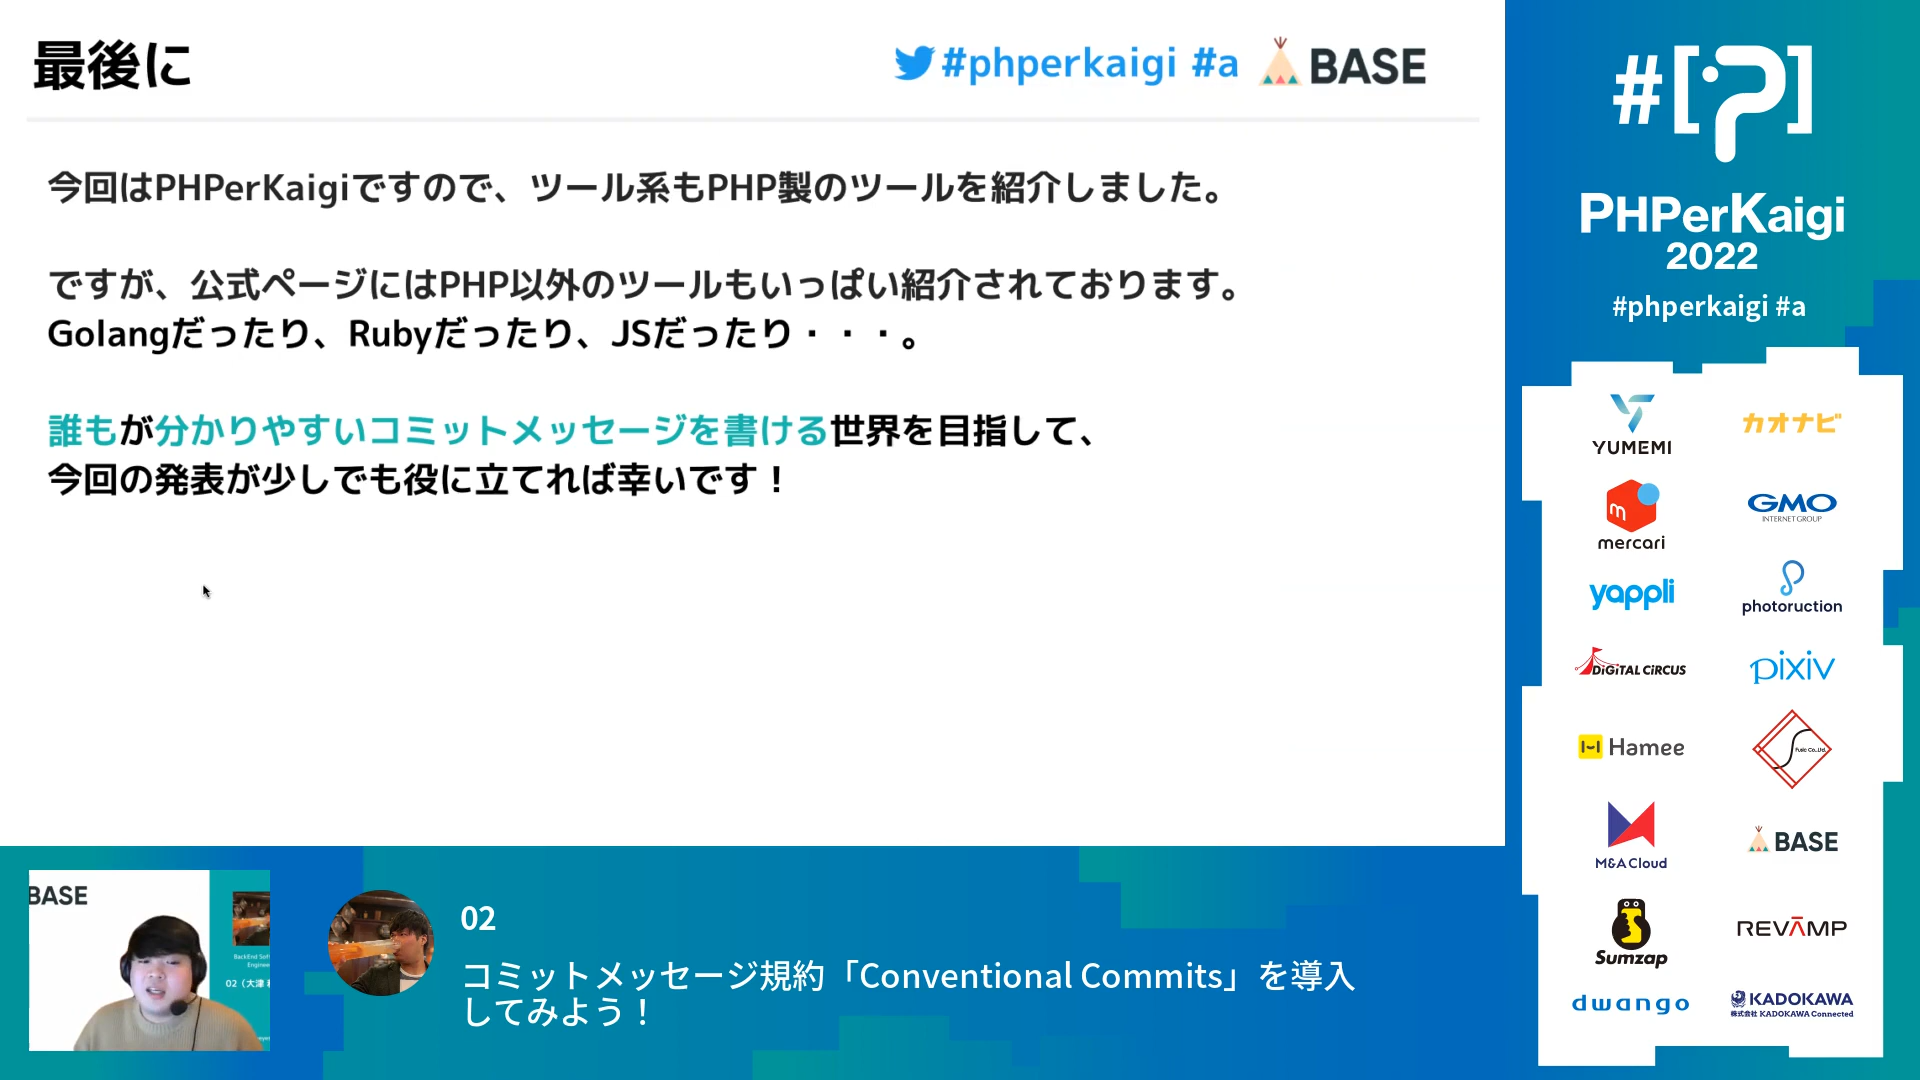 最後に
#phperkaigi #a
BASE
今回はPHPerKaigiですので、ツール系もPHP製のツールを紹介しました。
ですが、公式ページにはPHP以外のツールもいっぱい紹介されております。
Golangだったり、Rubyだったり、JSだったり・・・。
誰もが分かりやすいコミットメッセージを書ける世界を目指して、
今回の発表が少しでも役に立てれば幸いです！
#[P]
PHPerKaigi
2022
#phperkaigi #a
YUMEMI
カオナビ
mercari
GMO
INTERNET GROUP
yappli
photoruction
DIGITAL CIRCUS
pixiv
Hamee
Fusic Co.,Ltd.
M&A Cloud
BASE
Sumzap
REVAMP
dwango
KADOKAWA
株式会社 KADOKAWA Connected
BASE
02
コミットメッセージ規約「Conventional Commits」を導入
してみよう！